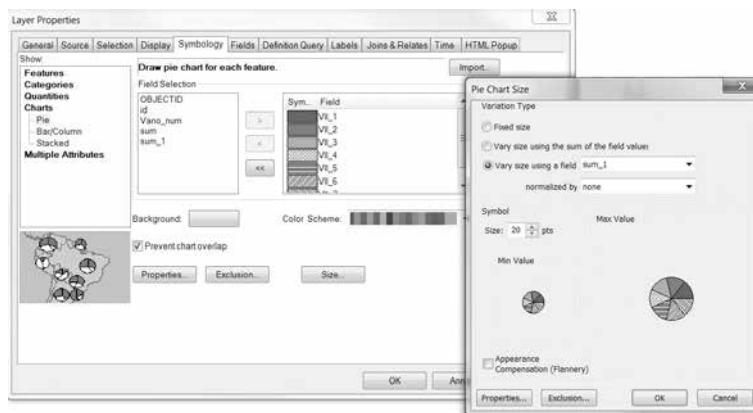 Layer Properties
General Source Selection Display Symbology Fields Definition Query Labels Joins & Relates Time HTML Popup
Show:
Features
Categories
Quantities
Charts
Pie
Bar/Column
Stacked
Multiple Attributes
Draw pie chart for each feature.
Import...
Field Selection
OBJECTID
id
Vano_num
sum
sum_1
>
<
<<
Sym... Field
VII_1
VII_2
VII_3
VII_4
VII_5
VII_6
Background:
Color Scheme:
Prevent chart overlap
Properties...
Exclusion...
Size...
OK
Pie Chart Size
X
Variation Type
Fixed size
Vary size using the sum of the field values
Vary size using a field sum_1
normalized by none
Symbol
Size: 20 pts
Max Value
Min Value
Appearance
Compensation (Flannery)
Properties...
Exclusion...
OK
Cancel